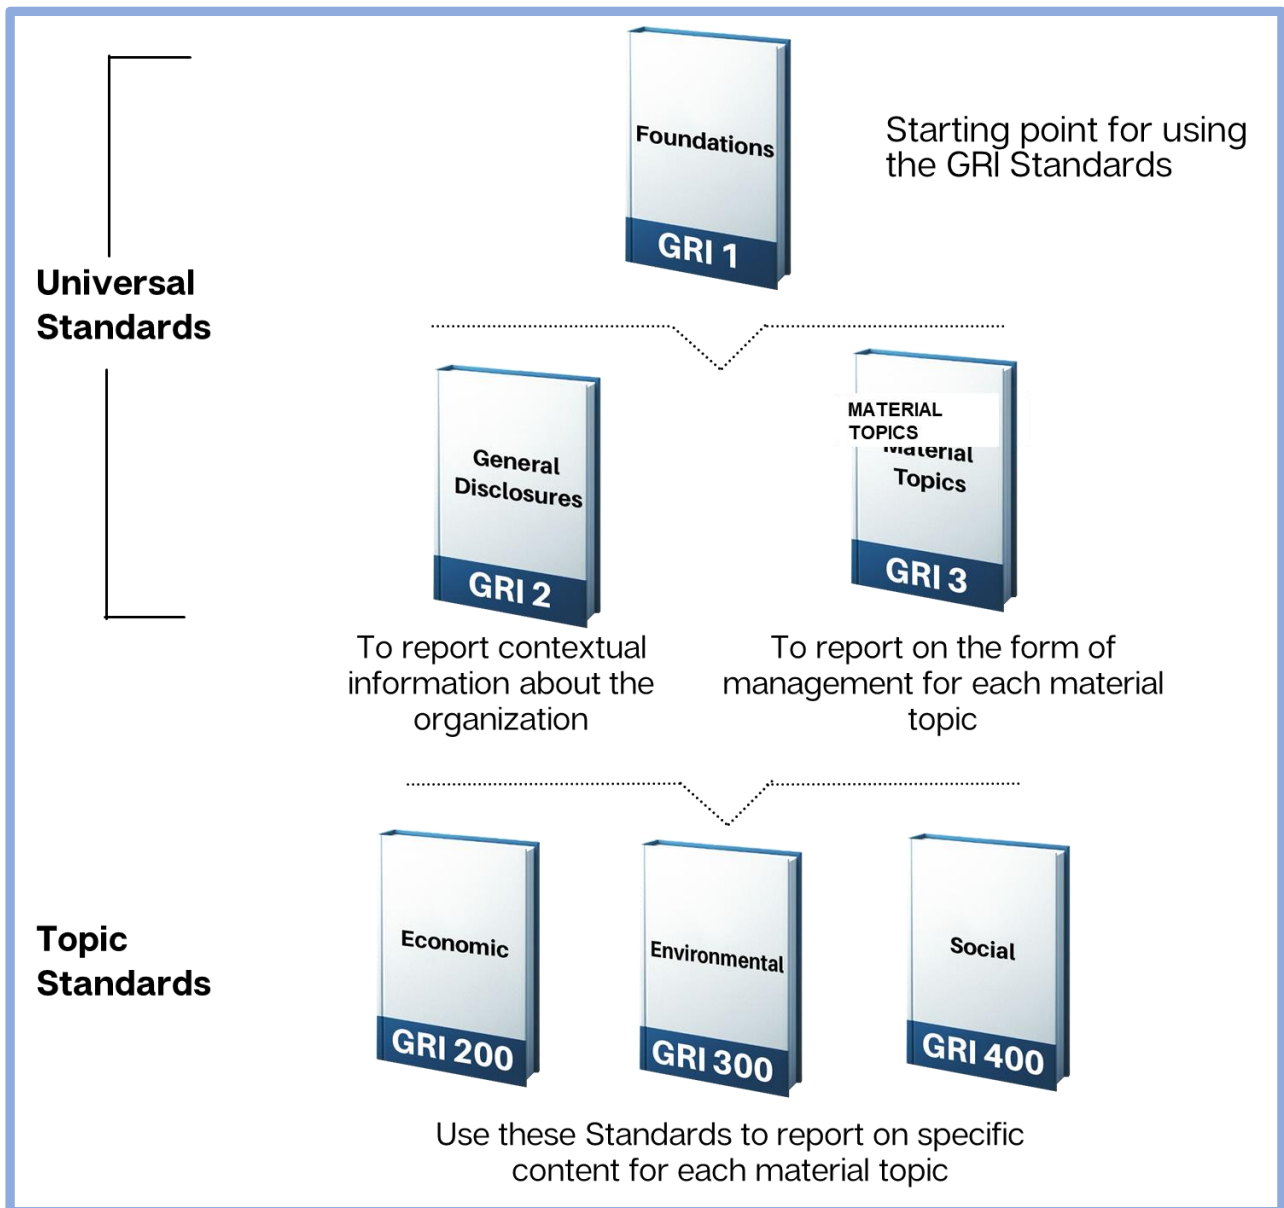 Foundations
GRI 1
Starting point for using
the GRI Standards
Universal
Standards
General
Disclosures
GRI 2
MATERIAL
TOPICS
Material
Topics
GRI 3
To report contextual
information about the
organization
To report on the form of
management for each material
topic
Topic
Standards
Economic
GRI 200
Environmental
GRI 300
Social
GRI 400
Use these Standards to report on specific
content for each material topic